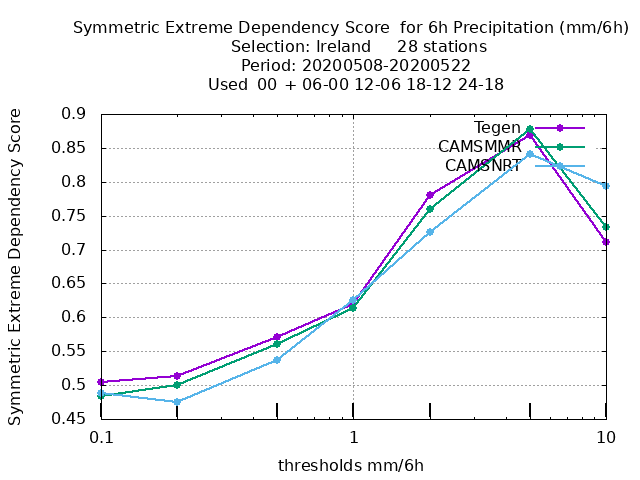 Symmetric Extreme Dependency Score  for 6h Precipitation (mm/6h)
Selection: Ireland     28 stations
Period: 20200508-20200522
Used  00 + 06-00 12-06 18-12 24-18
Symmetric Extreme Dependency Score
0.9
0.85
0.8
0.75
0.7
0.65
0.6
0.55
0.5
0.45
Tegen
CAMSMMR
CAMSNRT
0.1 1 10
thresholds mm/6h